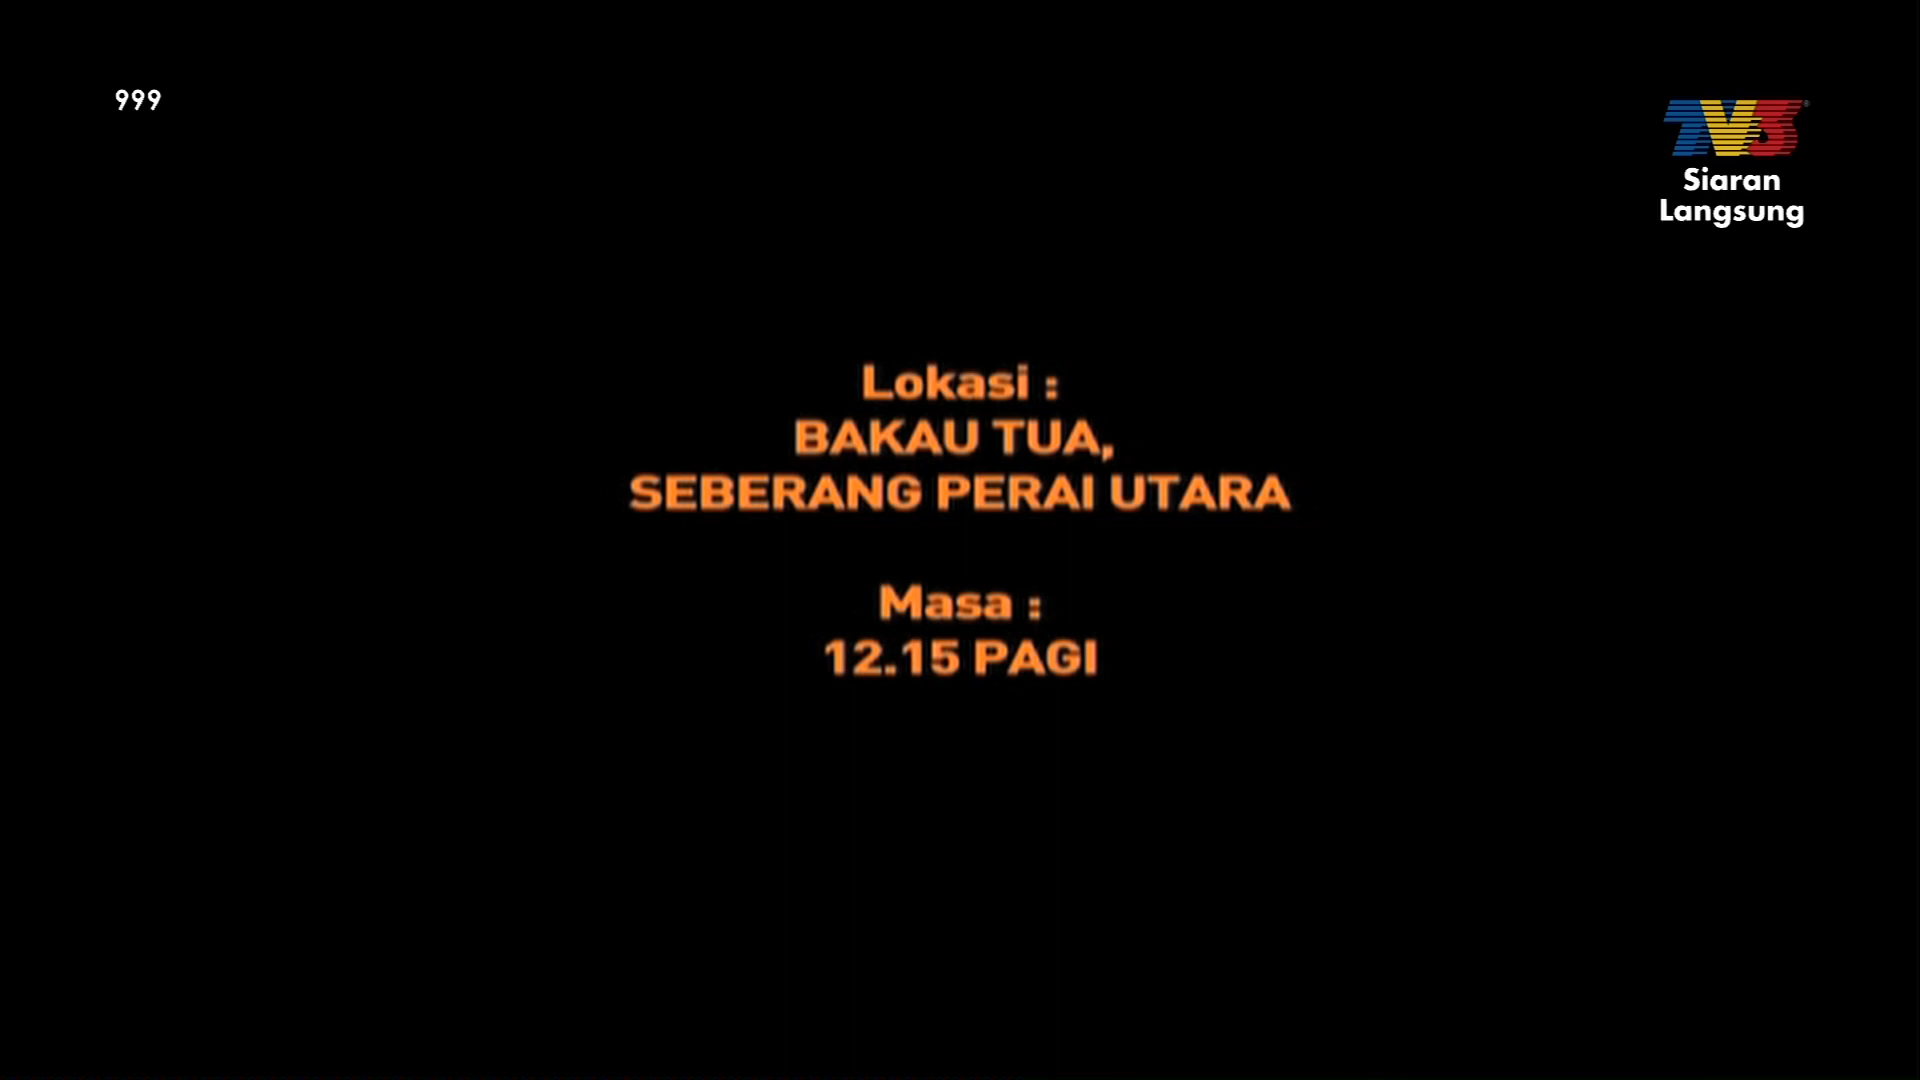 999
TV3
Siaran
Langsung
Lokasi :
BAKAU TUA,
SEBERANG PERAI UTARA
Masa :
12.15 PAGI